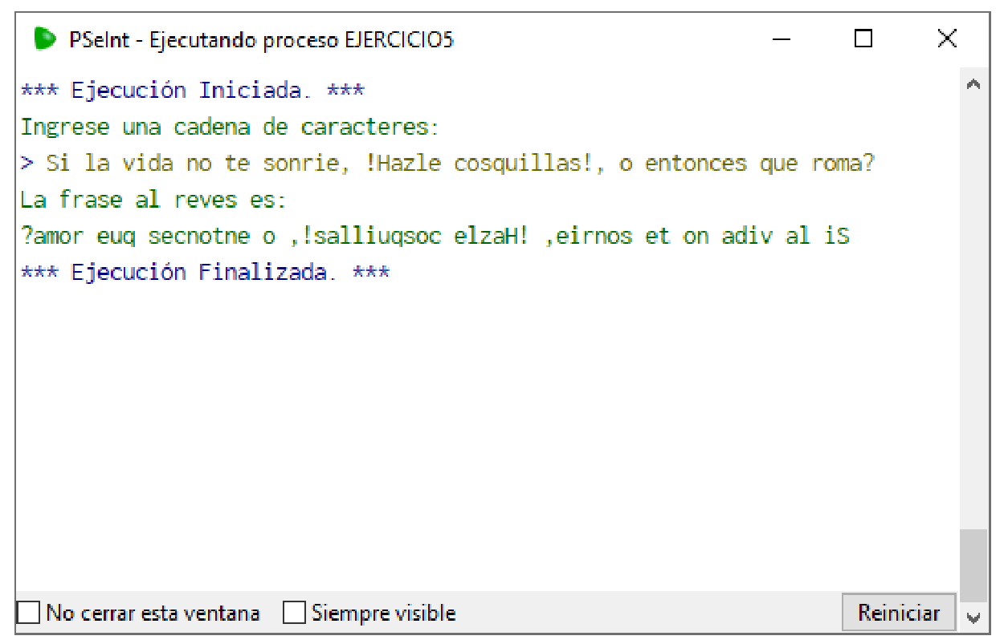 PSeInt - Ejecutando proceso EJERCICIO5
*** Ejecución Iniciada. ***
Ingrese una cadena de caracteres:
> Si la vida no te sonrie, !Hazle cosquillas!, o entonces que roma?
La frase al reves es:
?amor euq secnotne o ,!salliuqsoc elzaH! ,eirnos et on adiv al iS
*** Ejecución Finalizada. ***
No cerrar esta ventana Siempre visible Reiniciar